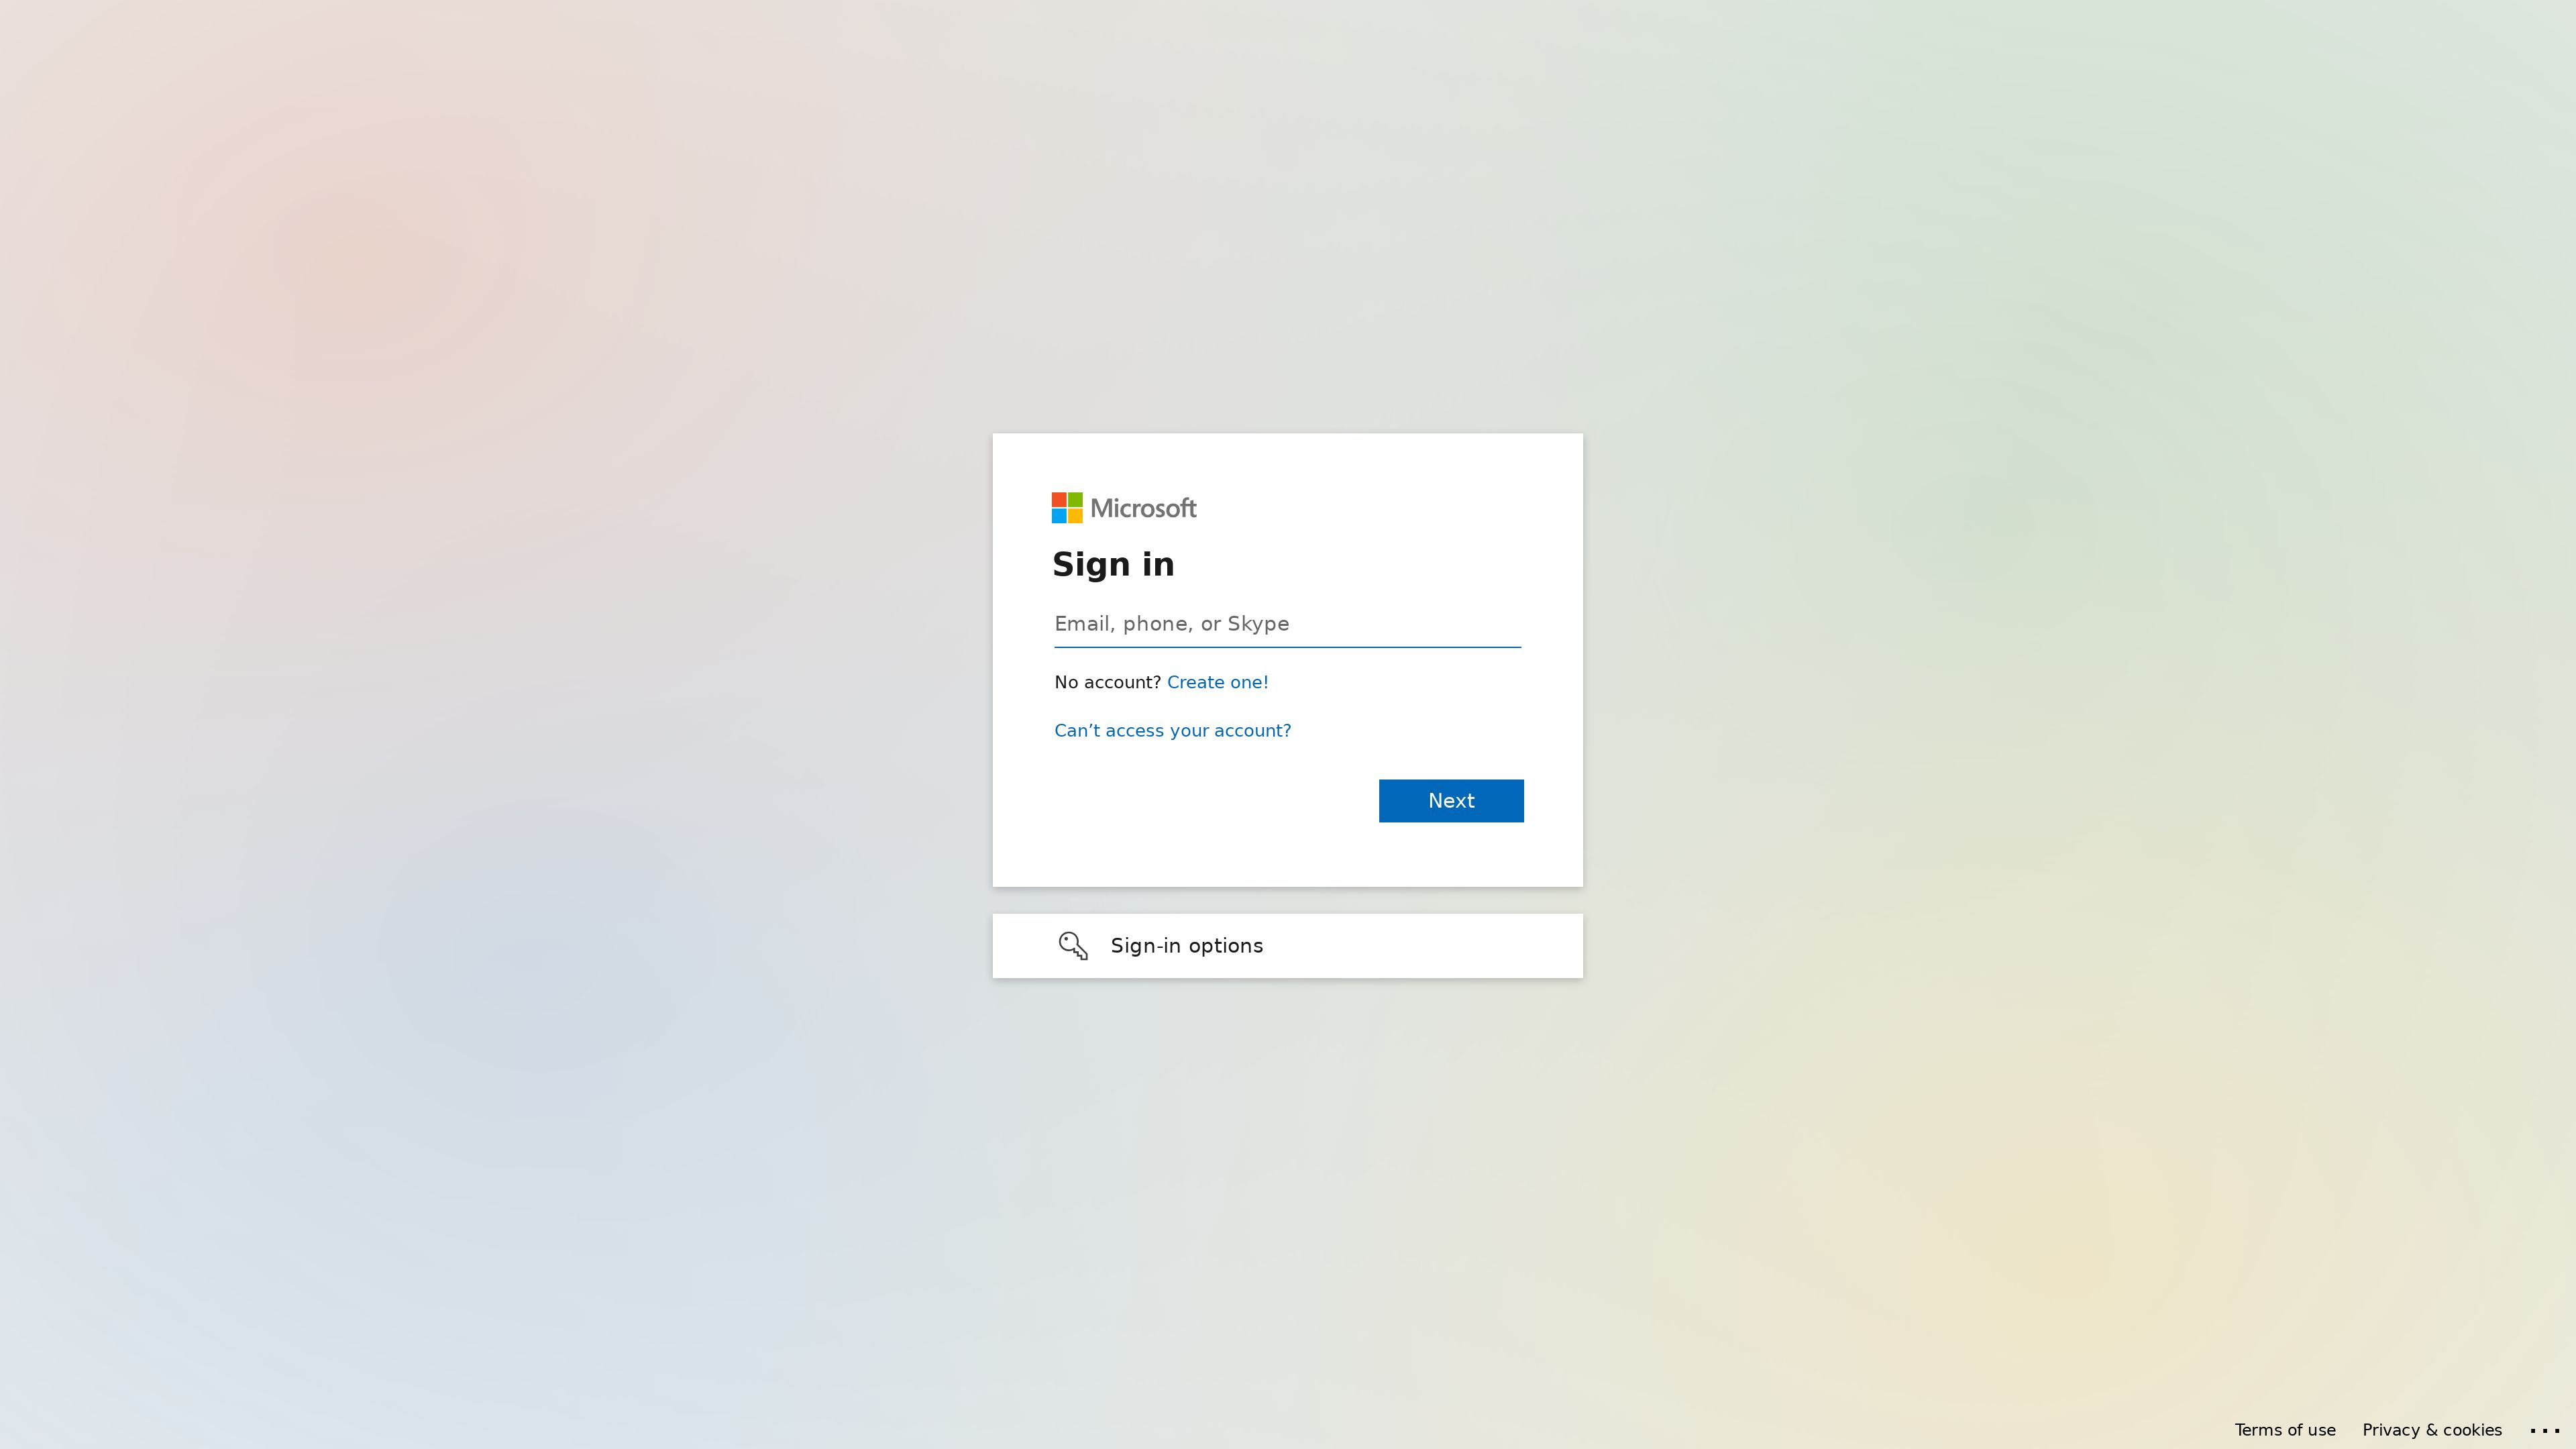 Microsoft
Sign in
Email, phone, or Skype
No account? Create one!
Can’t access your account?
Next
Sign-in options
Terms of use Privacy & cookies ...